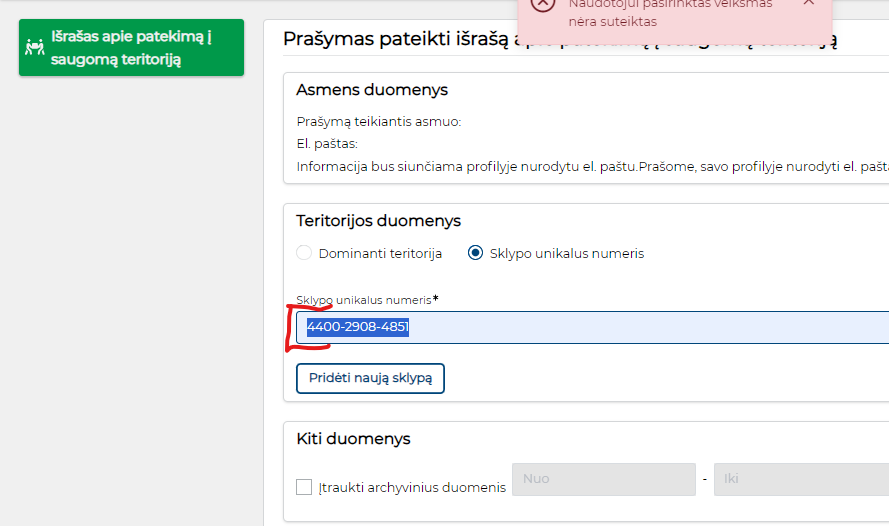 Naudotojui pasirinktas veiksmas
nėra suteiktas
Išrašas apie patekimą į
saugomą teritoriją
Prašymas pateikti išrašą apie patekimą į saugomą teritoriją
Asmens duomenys
Prašymą teikiantis asmuo:
El. paštas:
Informacija bus siunčiama profilyje nurodytu el. paštu.Prašome, savo profilyje nurodyti el. pašt
Teritorijos duomenys
Dominanti teritorija
Sklypo unikalus numeris
Sklypo unikalus numeris*
4400-2908-4851
Pridėti naują sklypą
Kiti duomenys
Įtraukti archyvinius duomenis
Nuo
-
Iki